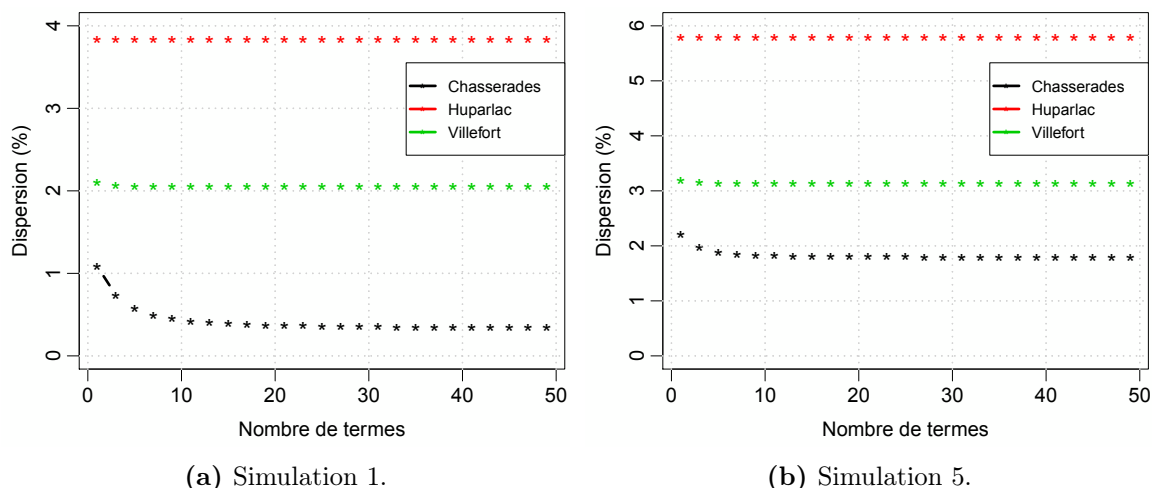 4
3
2
1
0
Dispersion (%)
Chasserades
Huparlac
Villefort
0 10 20 30 40 50
Nombre de termes
(a) Simulation 1.
6
5
4
3
2
1
0
Dispersion (%)
Chasserades
Huparlac
Villefort
0 10 20 30 40 50
Nombre de termes
(b) Simulation 5.